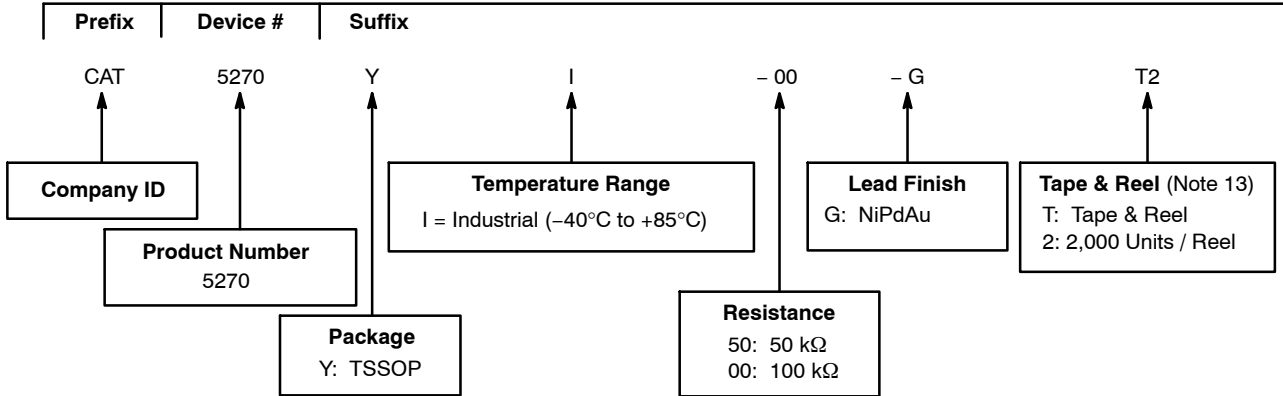 Prefix Device # Suffix
CAT 5270 Y I – 00 – G T2
Company ID
Product Number
5270
Package
Y: TSSOP
Temperature Range
I = Industrial (−40°C to +85°C)
Resistance
50: 50 kΩ
00: 100 kΩ
Lead Finish
G: NiPdAu
Tape & Reel (Note 13)
T: Tape & Reel
2: 2,000 Units / Reel